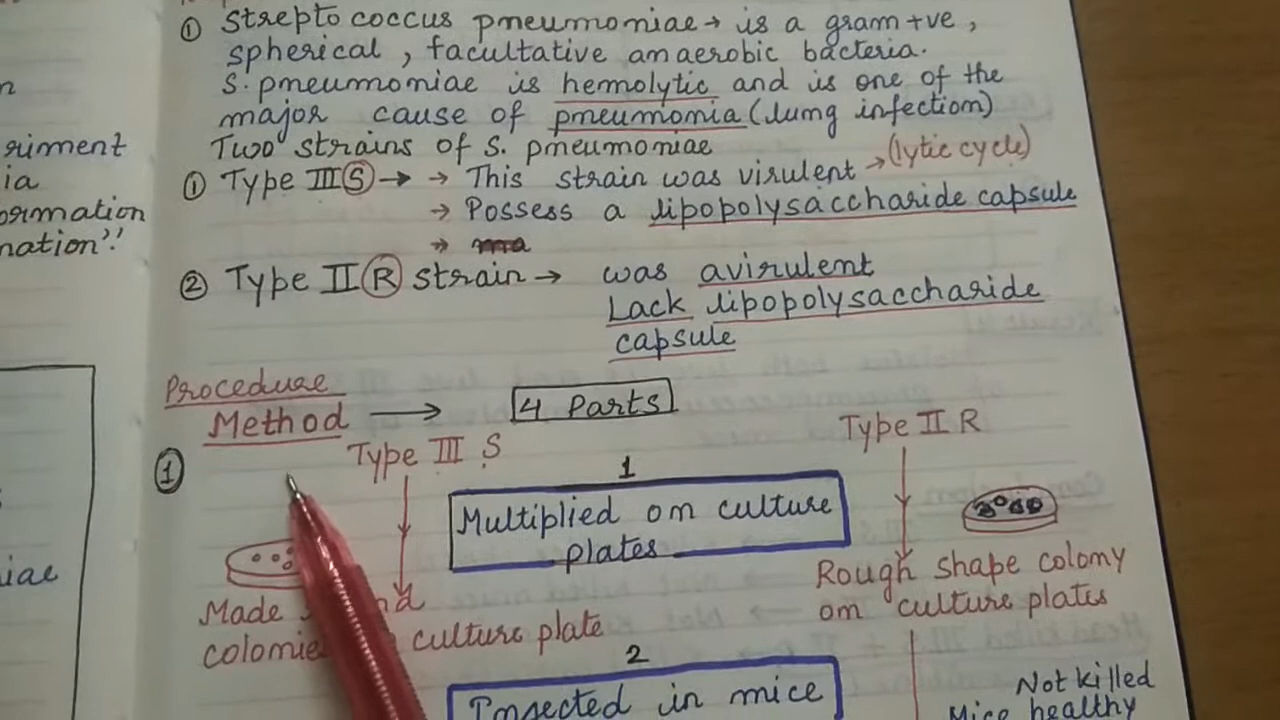 ① Streptococcus pneumoniae → is a gram +ve,
spherical, facultative anaerobic bacteria.
S. pneumoniae is hemolytic and is one of the
major cause of pneumonia (lung infection)
Two strains of S. pneumoniae
① Type III Ⓢ → → This strain was virulent → (lytic cycle)
→ Possess a lipopolysaccharide capsule
→
② Type II Ⓡ strain → was avirulent
Lack lipopolysaccharide
capsule
Procedure
Method → 4 Parts
① Type III S
Type II R
1
Multiplied on culture
plates
Made
colonie culture plate
Rough shape colony
on culture plates
2
Injected in mice
Not killed
Mice healthy
riment
ia
ormation
nation"!
iae
n